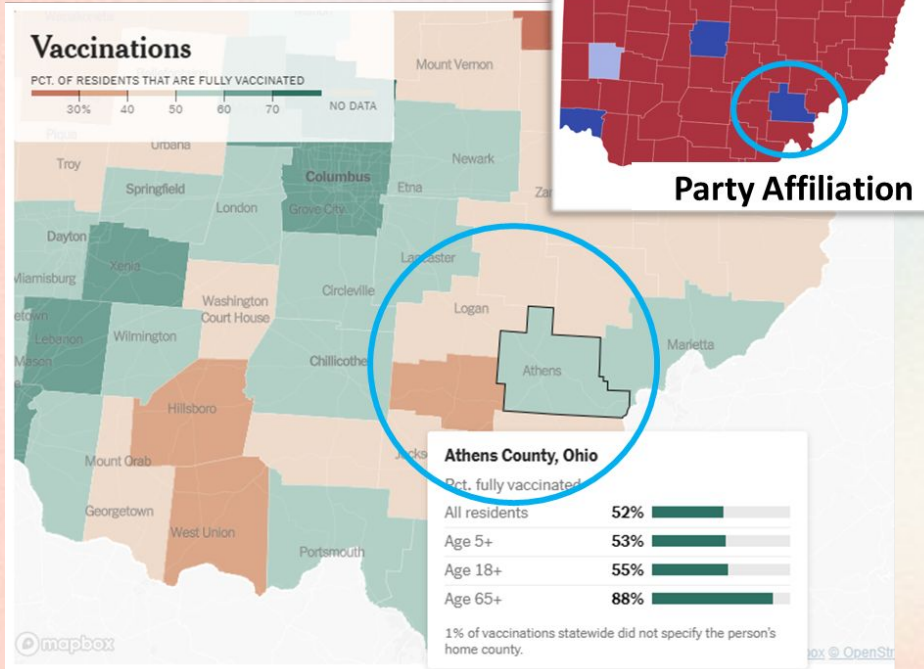 Vaccinations
PCT. OF RESIDENTS THAT ARE FULLY VACCINATED
30% 40 50 60 70 NO DATA
Mount Vernon
Urbana
Troy
Newark
Columbus
Etna
Springfield
London
Grove City
Party Affiliation
Dayton
Lancaster
Xenia
Miamisburg
Circleville
Washington
Court House
Logan
Lebanon
Wilmington
Marietta
Mason
Chillicothe
Athens
Hillsboro
Mount Orab
Georgetown
West Union
Portsmouth
Athens County, Ohio
Pct. fully vaccinated
All residents 52%
Age 5+ 53%
Age 18+ 55%
Age 65+ 88%
1% of vaccinations statewide did not specify the person's
home county.
mapbox
© OpenStr